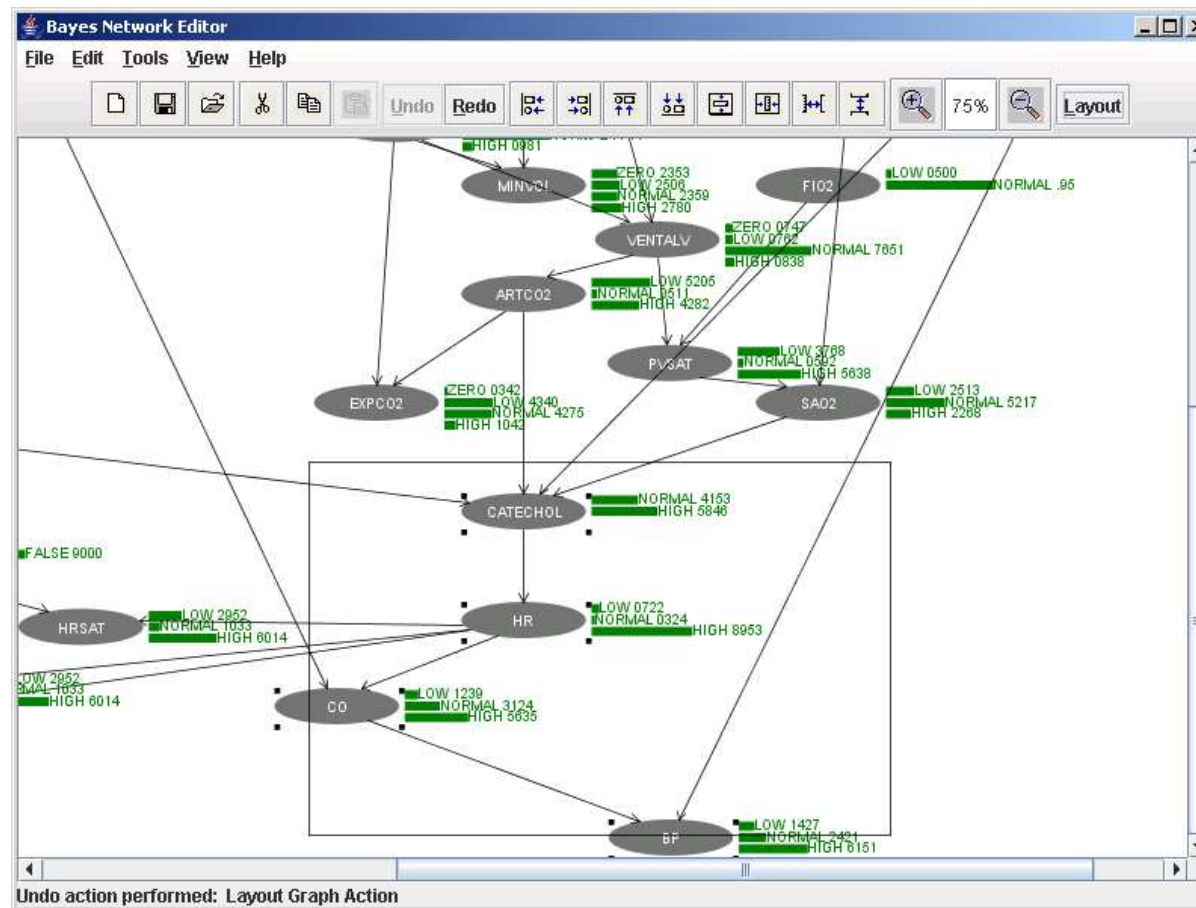 Bayes Network Editor
File Edit Tools View Help
Undo Redo 75% Layout
HIGH 0981
MINVOL
ZERO 2353
LOW 2506
NORMAL 2359
HIGH 2780
FIO2
LOW 0500
NORMAL .95
VENTALV
ZERO 0747
LOW 0762
NORMAL 7651
HIGH 0838
ARTCO2
LOW 5205
NORMAL 0511
HIGH 4282
PVSAT
LOW 3768
NORMAL 0592
HIGH 5638
EXPCO2
ZERO 0342
LOW 4340
NORMAL 4275
HIGH 1042
SAO2
LOW 2513
NORMAL 5217
HIGH 2268
CATECHOL
NORMAL 4153
HIGH 5846
FALSE 9000
HR
LOW 0722
NORMAL 0324
HIGH 8953
HRSAT
LOW 2952
NORMAL 1033
HIGH 6014
LOW 2952
RMAL 1033
HIGH 6014
CO
LOW 1239
NORMAL 3124
HIGH 5635
BP
LOW 1427
NORMAL 2421
HIGH 6151
Undo action performed: Layout Graph Action